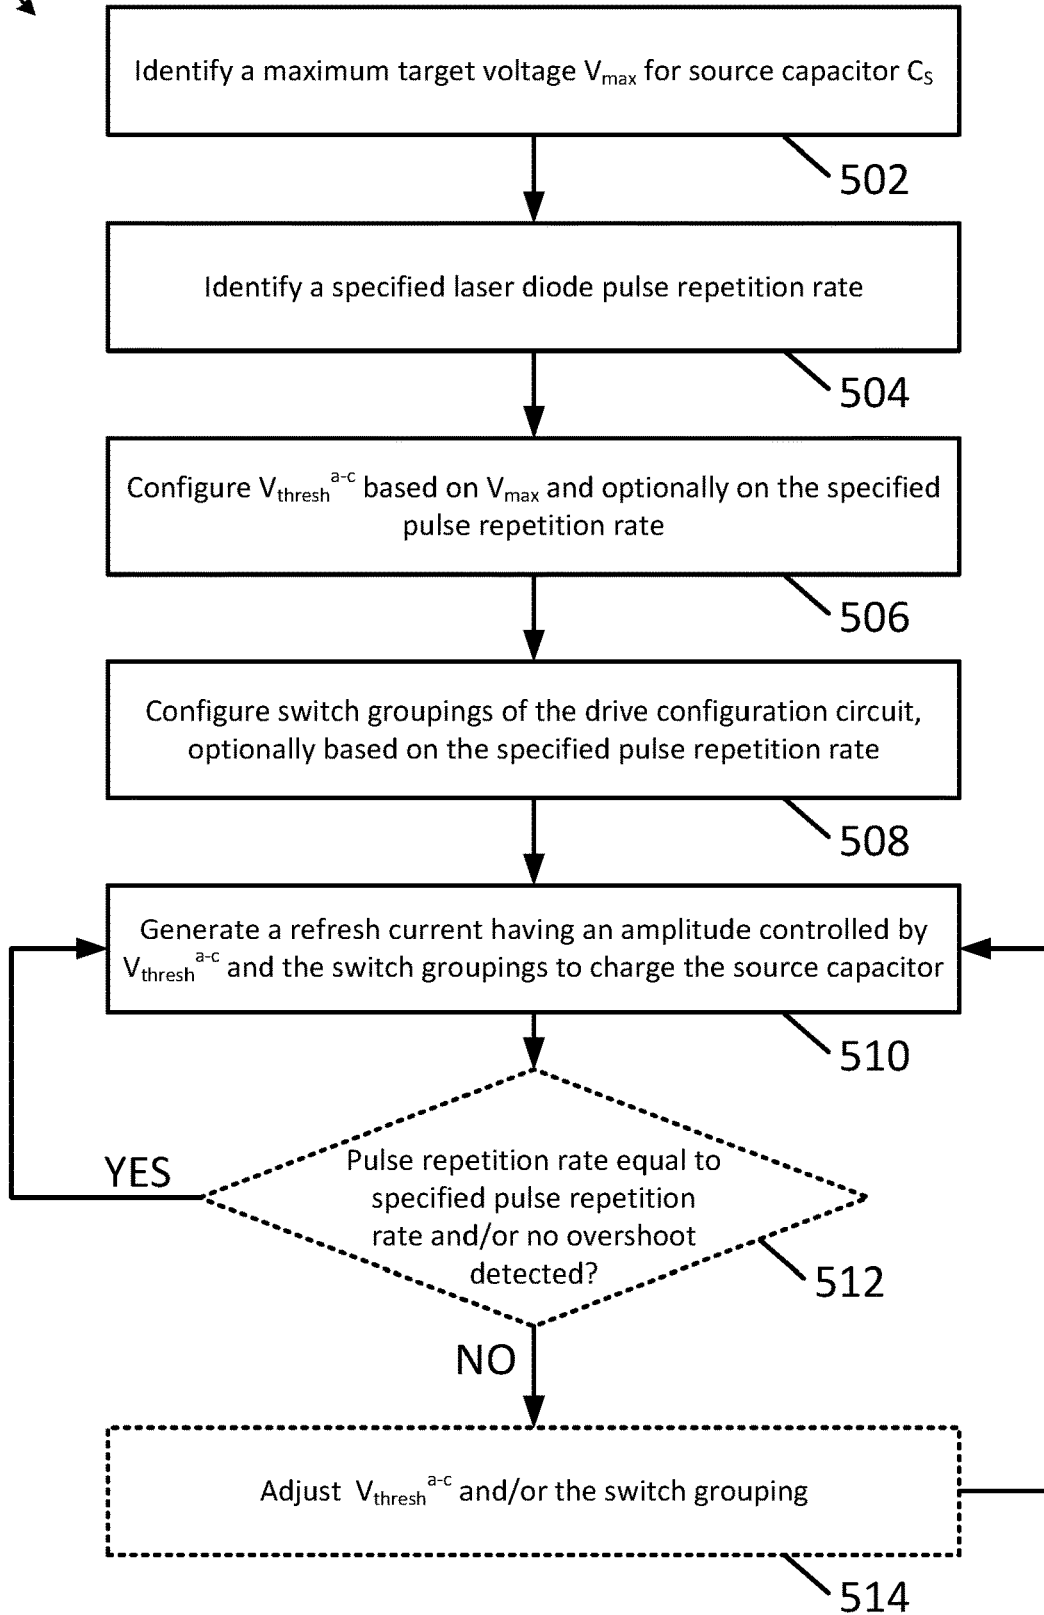 Identify a maximum target voltage Vmax for source capacitor CS
502
Identify a specified laser diode pulse repetition rate
504
Configure Vthresh^a-c based on Vmax and optionally on the specified
pulse repetition rate
506
Configure switch groupings of the drive configuration circuit,
optionally based on the specified pulse repetition rate
508
Generate a refresh current having an amplitude controlled by
Vthresh^a-c and the switch groupings to charge the source capacitor
510
YES
Pulse repetition rate equal to
specified pulse repetition
rate and/or no overshoot
detected?
512
NO
Adjust Vthresh^a-c and/or the switch grouping
514